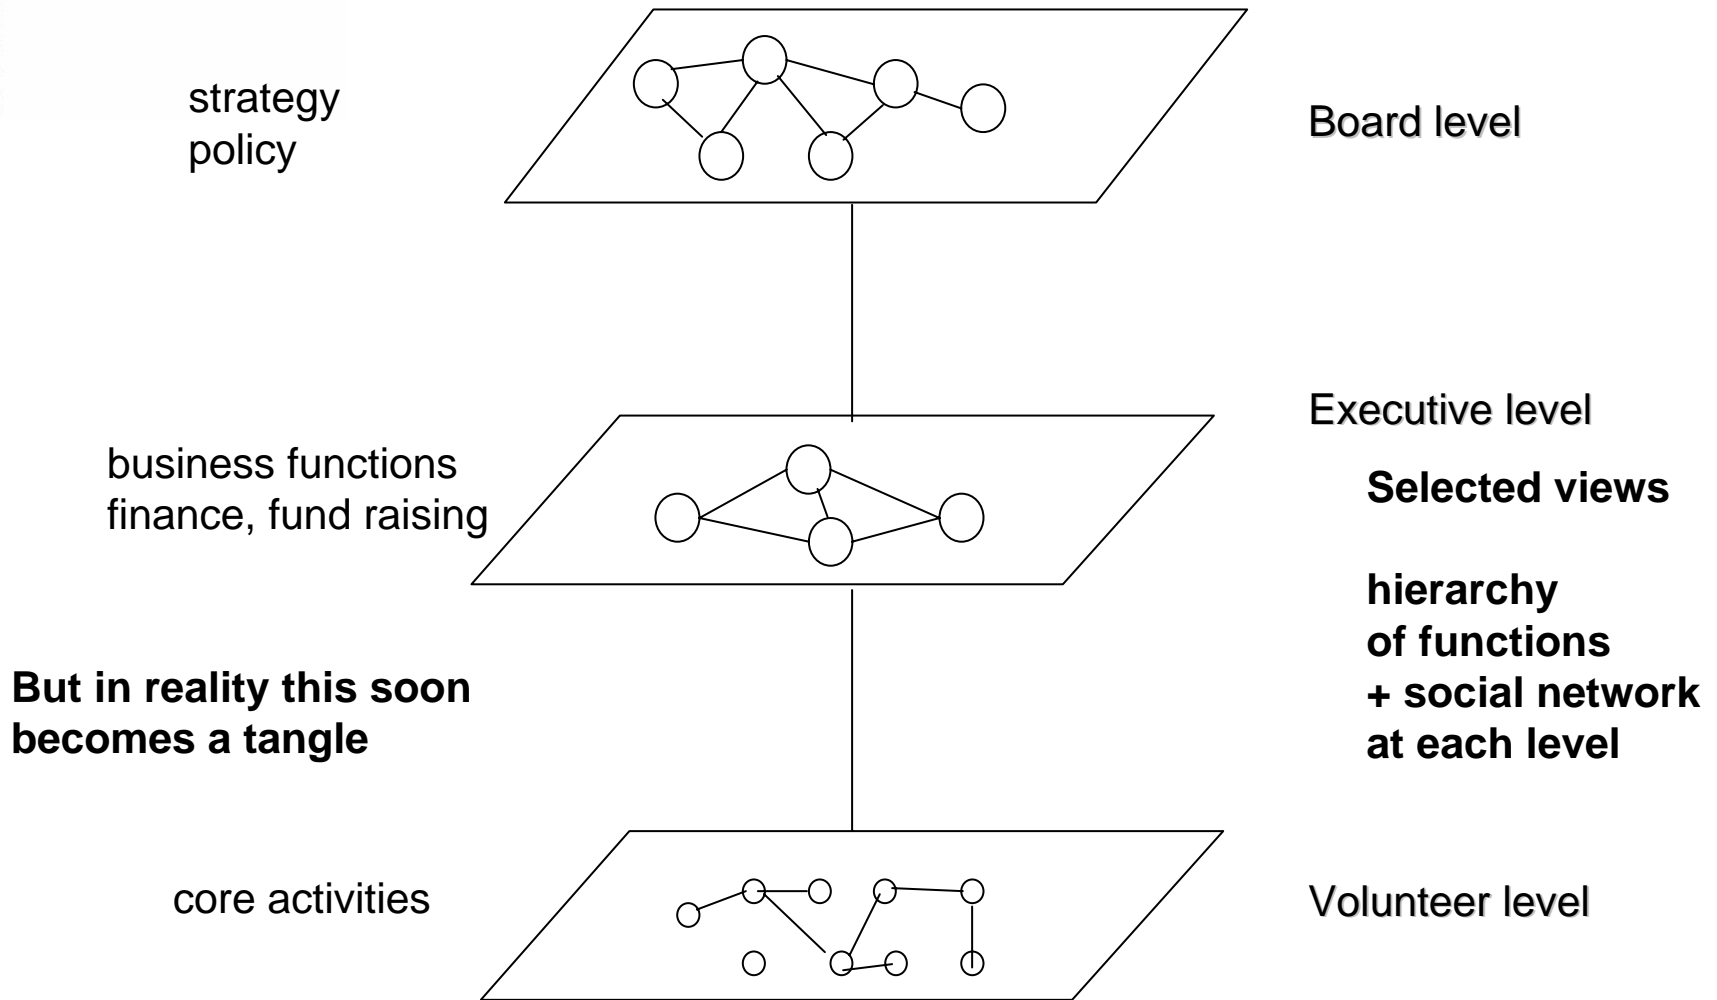 strategy
policy
Board level
Executive level
business functions
finance, fund raising
Selected views
hierarchy
of functions
+ social network
at each level
But in reality this soon
becomes a tangle
core activities
Volunteer level